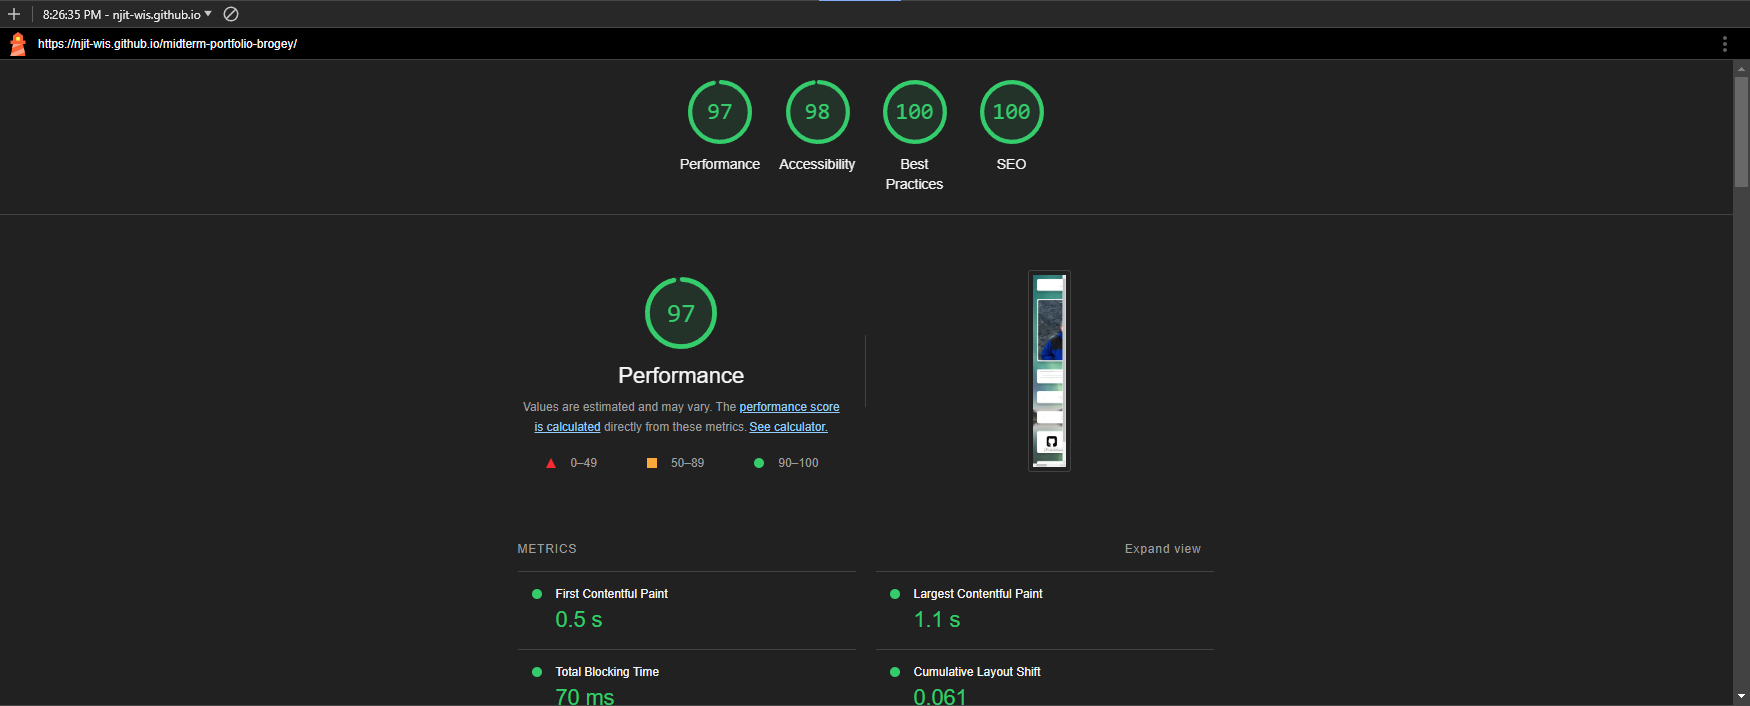 8:26:35 PM - njit-wis.github.io
https://njit-wis.github.io/midterm-portfolio-brogey/
97
98
100
100
Performance
Accessibility
Best
Practices
SEO
97
Performance
Values are estimated and may vary. The performance score
is calculated directly from these metrics. See calculator.
0–49
50–89
90–100
METRICS
Expand view
First Contentful Paint
0.5 s
Largest Contentful Paint
1.1 s
Total Blocking Time
70 ms
Cumulative Layout Shift
0.061